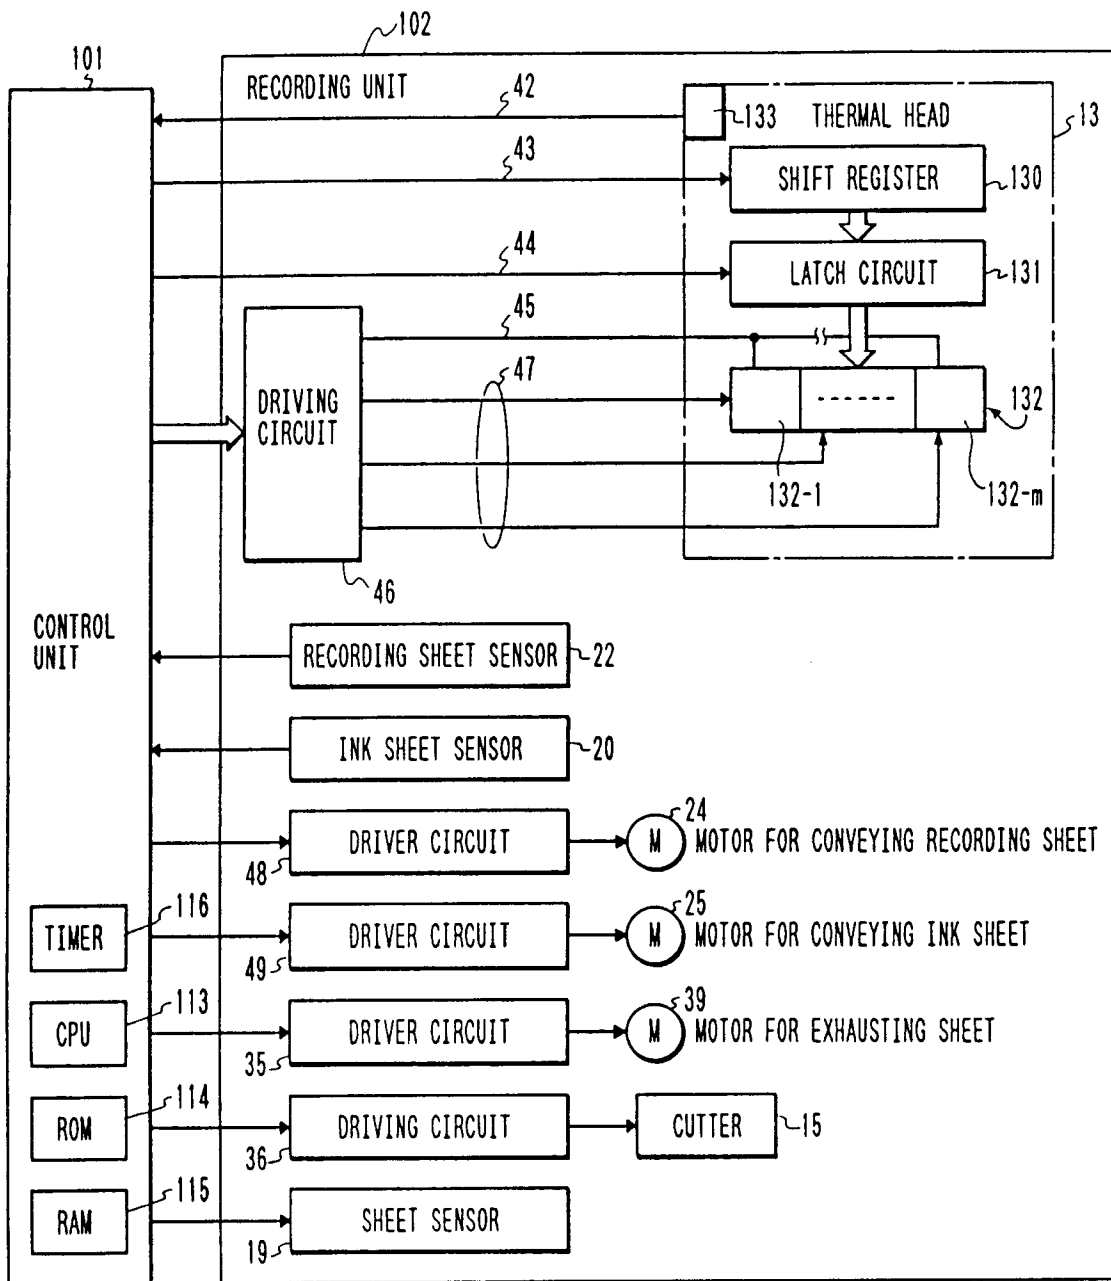 102
101
RECORDING UNIT
42
133
THERMAL HEAD
13
43
SHIFT REGISTER
130
44
LATCH CIRCUIT
131
45
47
DRIVING
CIRCUIT
------
132
132-1
132-m
46
CONTROL
UNIT
RECORDING SHEET SENSOR
22
INK SHEET SENSOR
20
DRIVER CIRCUIT
48
M
24
MOTOR FOR CONVEYING RECORDING SHEET
TIMER
116
DRIVER CIRCUIT
49
M
25
MOTOR FOR CONVEYING INK SHEET
CPU
113
DRIVER CIRCUIT
35
M
39
MOTOR FOR EXHAUSTING SHEET
ROM
114
DRIVING CIRCUIT
36
CUTTER
15
RAM
115
SHEET SENSOR
19